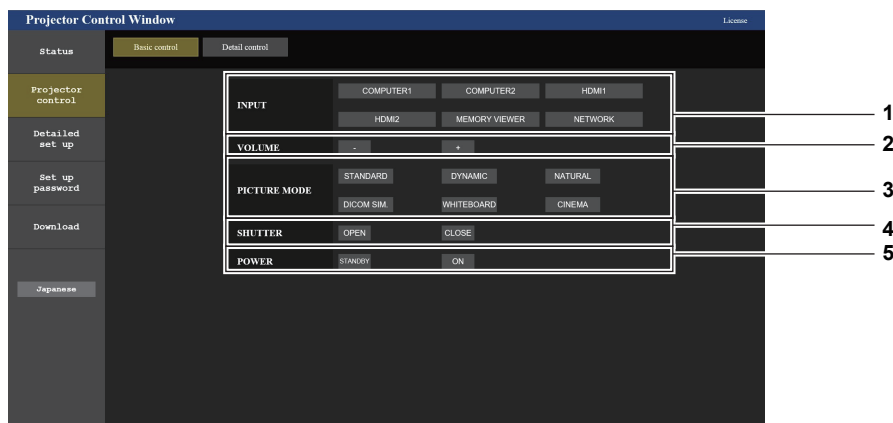 Projector Control Window License
Status
Basic control Detail control
Projector
control
Detailed
set up
Set up
password
Download
Japanese
INPUT
COMPUTER1 COMPUTER2 HDMI1
HDMI2 MEMORY VIEWER NETWORK
VOLUME - +
PICTURE MODE
STANDARD DYNAMIC NATURAL
DICOM SIM. WHITEBOARD CINEMA
SHUTTER OPEN CLOSE
POWER STANDBY ON
1
2
3
4
5